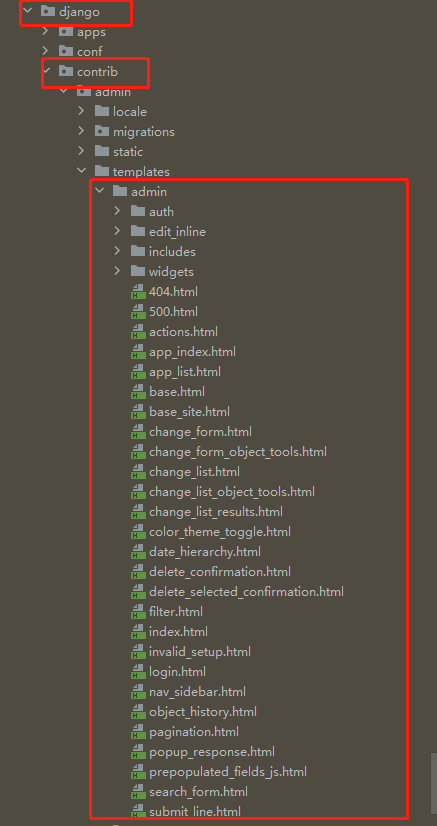 django
apps
conf
contrib
admin
locale
migrations
static
templates
admin
auth
edit_inline
includes
widgets
404.html
500.html
actions.html
app_index.html
app_list.html
base.html
base_site.html
change_form.html
change_form_object_tools.html
change_list.html
change_list_object_tools.html
change_list_results.html
color_theme_toggle.html
date_hierarchy.html
delete_confirmation.html
delete_selected_confirmation.html
filter.html
index.html
invalid_setup.html
login.html
nav_sidebar.html
object_history.html
pagination.html
popup_response.html
prepopulated_fields_js.html
search_form.html
submit_line.html